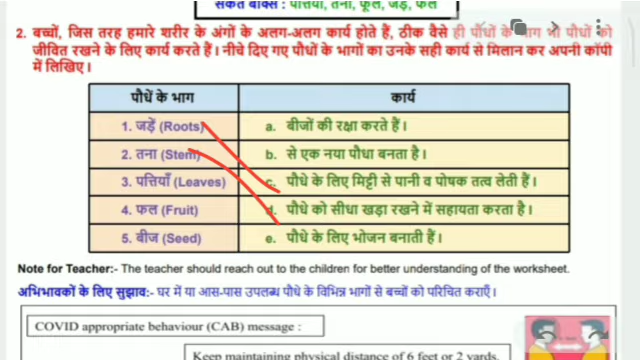 संकेत बॉक्स : पत्तियाँ, तना, फूल, जड़ें, फल
2. बच्चों, जिस तरह हमारे शरीर के अंगों के अलग-अलग कार्य होते हैं, ठीक वैसे ही पौधों के भाग भी पौधों को
जीवित रखने के लिए कार्य करते हैं। नीचे दिए गए पौधों के भागों का उनके सही कार्य से मिलान कर अपनी कॉपी
में लिखिए।
पौधें के भाग कार्य
1. जड़ें (Roots) a. बीजों की रक्षा करते हैं।
2. तना (Stem) b. से एक नया पौधा बनता है।
3. पत्तियाँ (Leaves) c. पौधे के लिए मिट्टी से पानी व पोषक तत्व लेती हैं।
4. फल (Fruit) d. पौधे को सीधा खड़ा रखने में सहायता करता है।
5. बीज (Seed) e. पौधे के लिए भोजन बनाती हैं।
Note for Teacher:- The teacher should reach out to the children for better understanding of the worksheet.
अभिभावकों के लिए सुझाव:- घर में या आस-पास उपलब्ध पौधे के विभिन्न भागों से बच्चों को परिचित कराएँ।
COVID appropriate behaviour (CAB) message :
Keep maintaining physical distance of 6 feet or 2 yards.